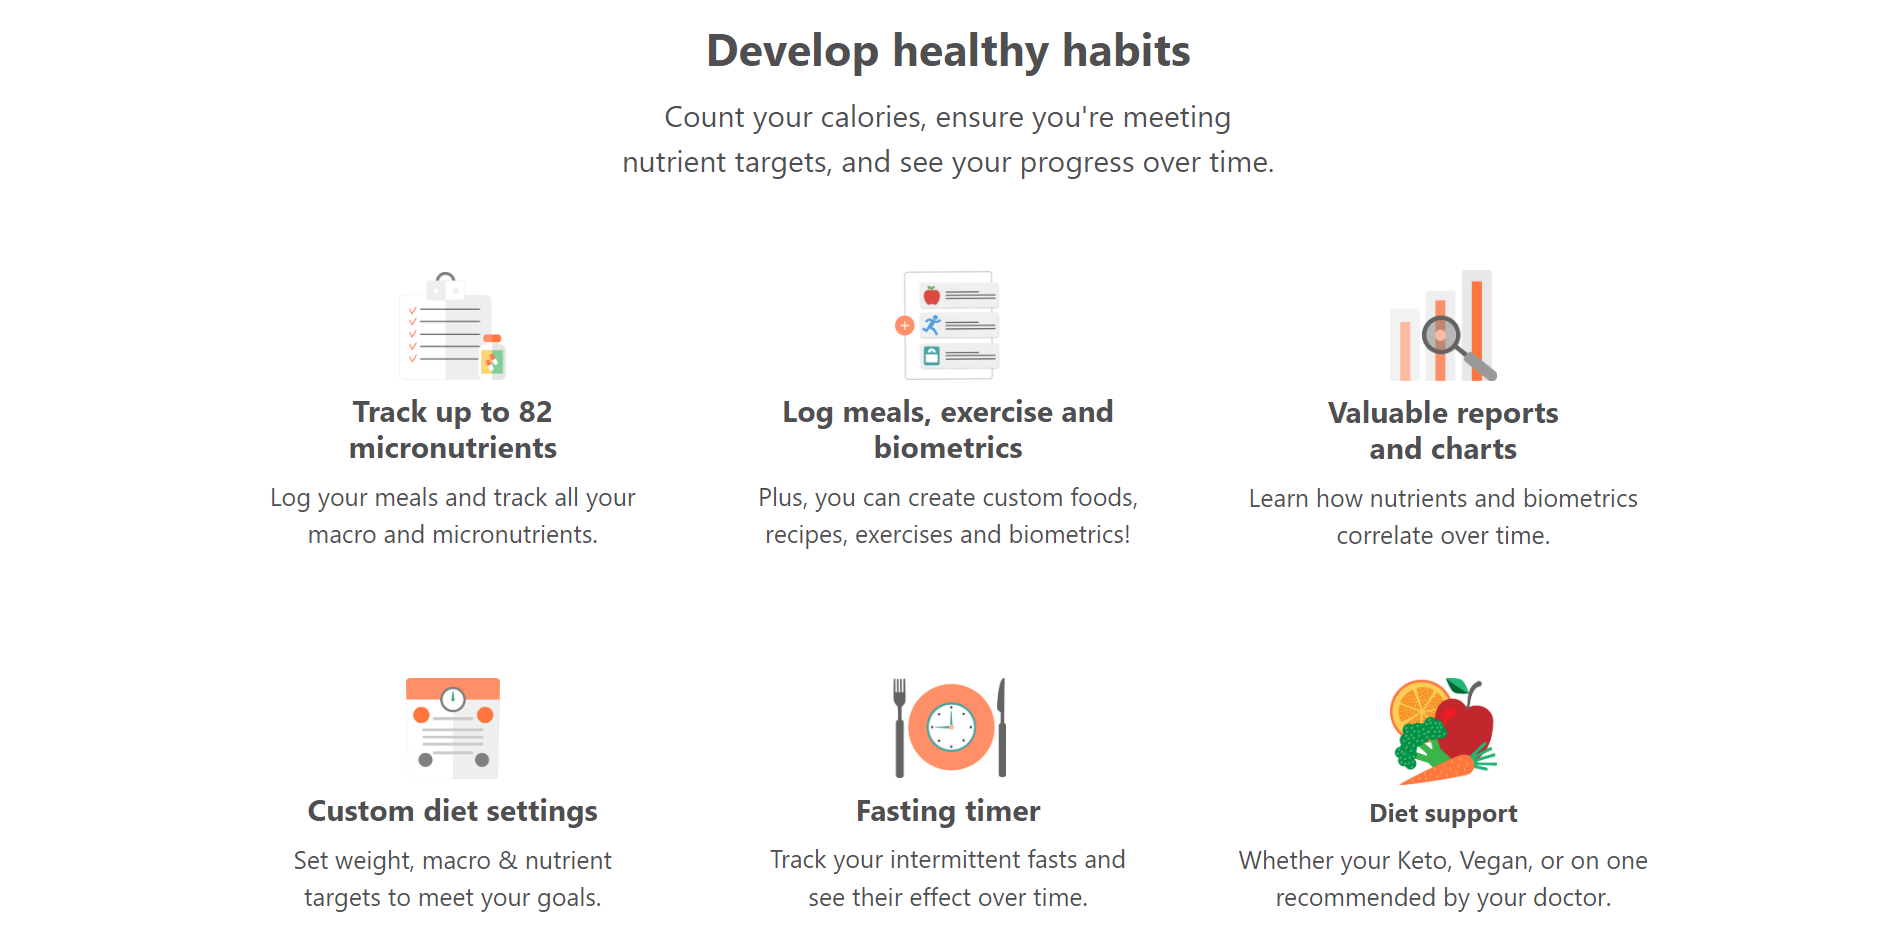 Develop healthy habits
Count your calories, ensure you're meeting
nutrient targets, and see your progress over time.
Track up to 82
micronutrients
Log your meals and track all your
macro and micronutrients.
Log meals, exercise and
biometrics
Plus, you can create custom foods,
recipes, exercises and biometrics!
Valuable reports
and charts
Learn how nutrients and biometrics
correlate over time.
Custom diet settings
Set weight, macro & nutrient
targets to meet your goals.
Fasting timer
Track your intermittent fasts and
see their effect over time.
Diet support
Whether your Keto, Vegan, or on one
recommended by your doctor.